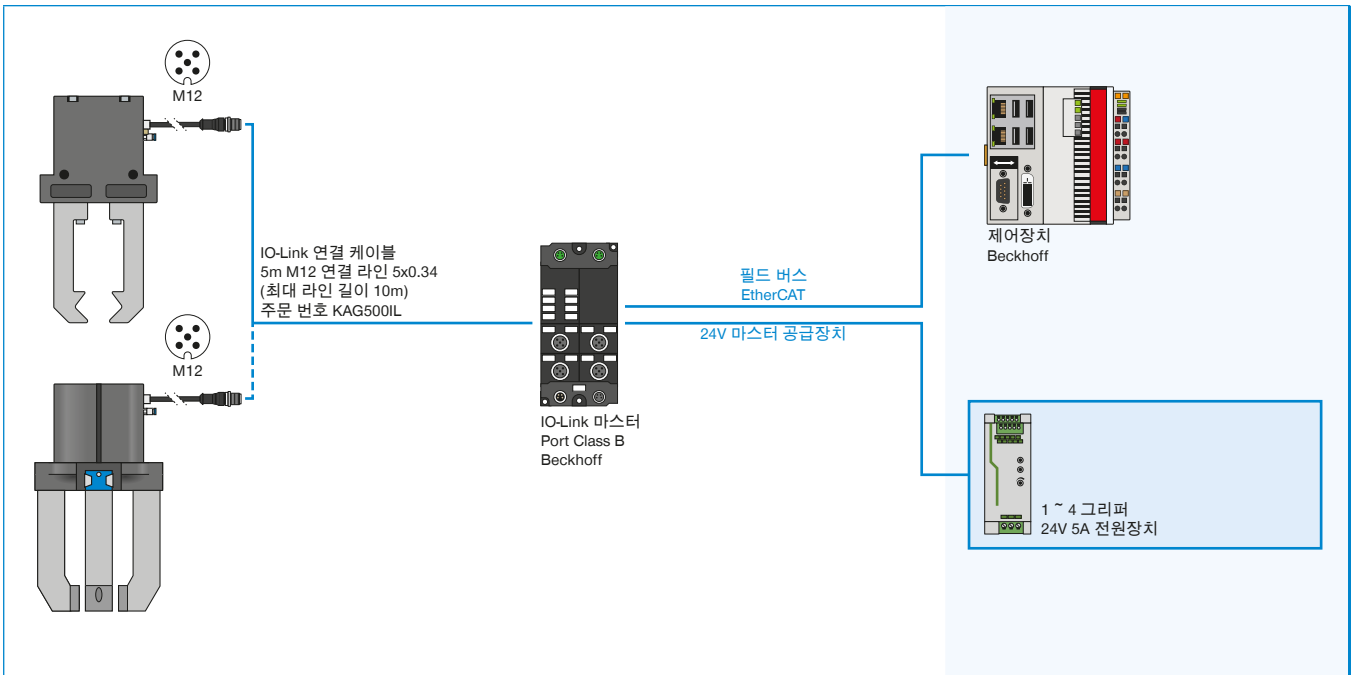 M12
IO-Link 연결 케이블
5m M12 연결 라인 5x0.34
(최대 라인 길이 10m)
주문 번호 KAG500IL
M12
IO-Link 마스터
Port Class B
Beckhoff
필드 버스
EtherCAT
24V 마스터 공급장치
제어장치
Beckhoff
1 ~ 4 그리퍼
24V 5A 전원장치